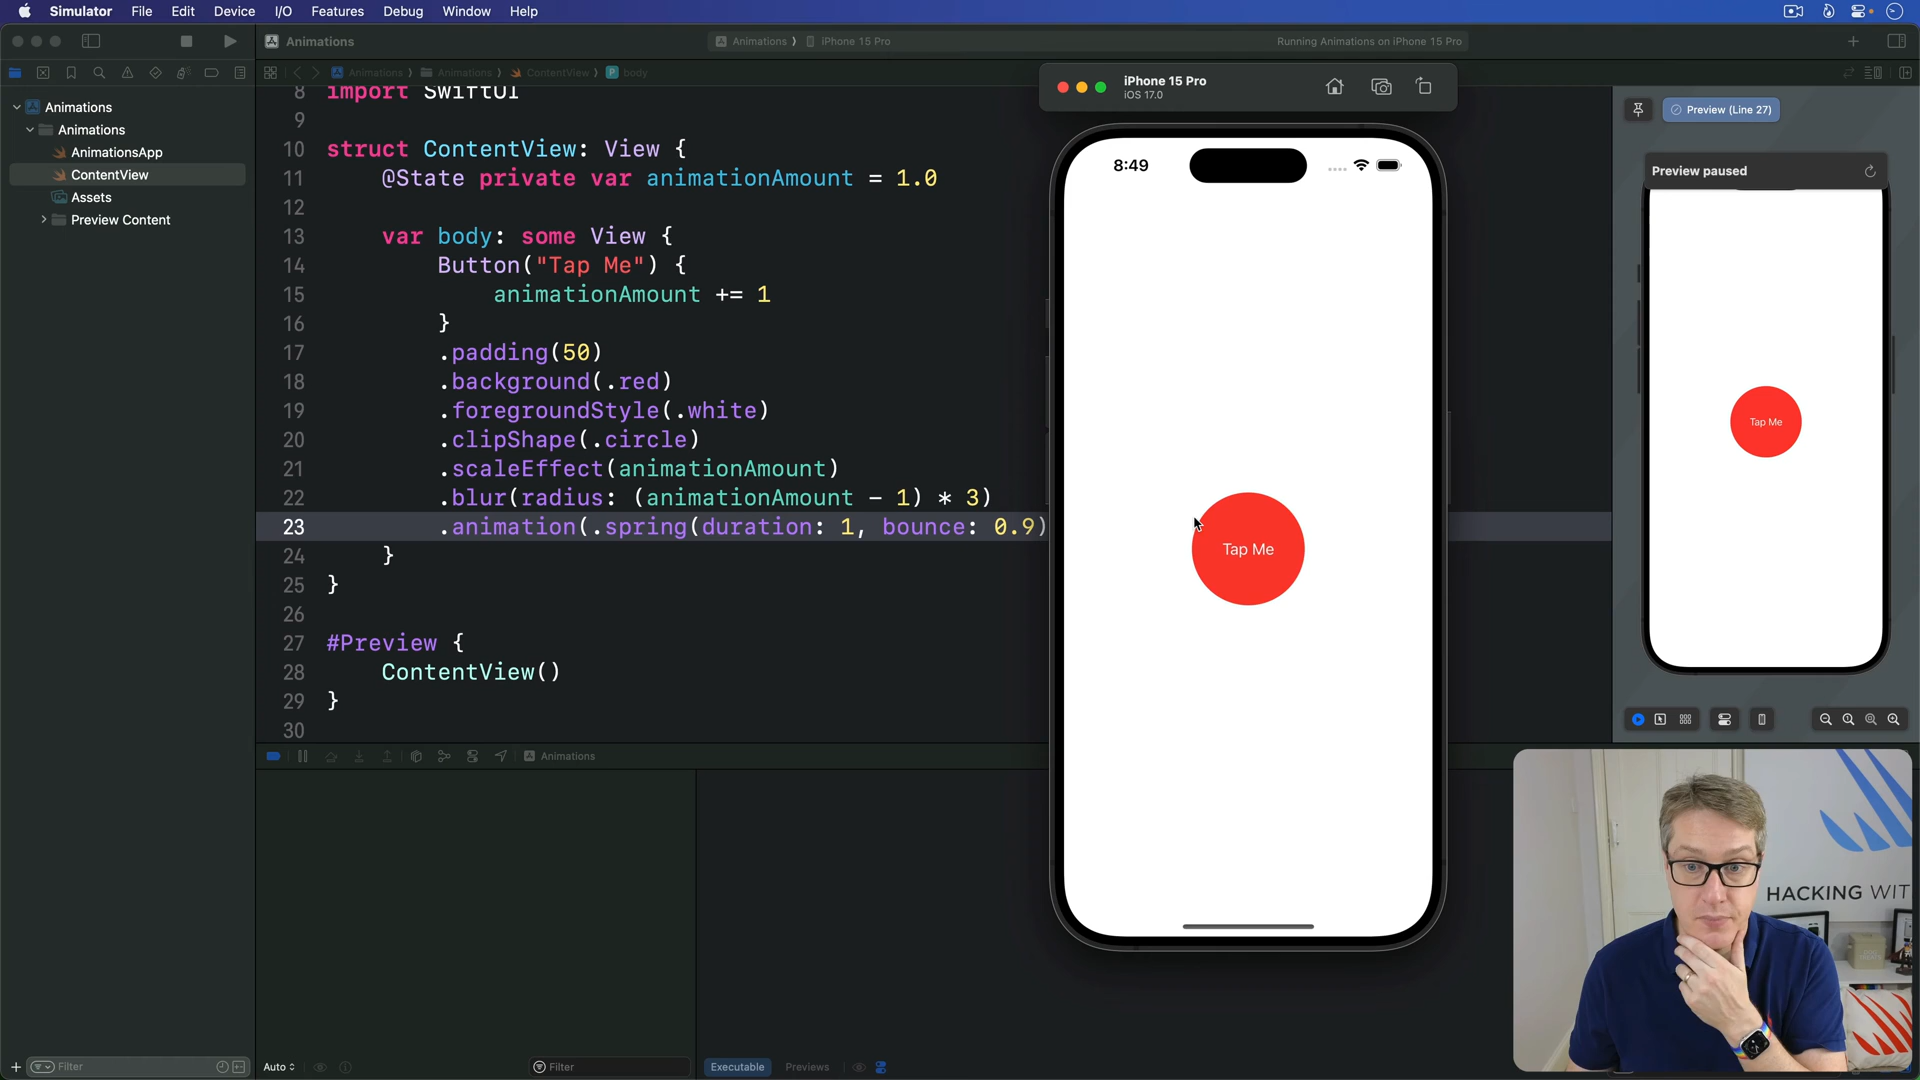 Simulator File Edit Device I/O Features Debug Window Help
Animations
Animations iPhone 15 Pro
Running Animations on iPhone 15 Pro
Animations Animations ContentView body
iPhone 15 Pro
iOS 17.0
Preview (Line 27)
Animations
Animations
AnimationsApp
ContentView
Assets
Preview Content
8 import SwiftUI
9
10 struct ContentView: View {
11 @State private var animationAmount = 1.0
12
13 var body: some View {
14 Button("Tap Me") {
15 animationAmount += 1
16 }
17 .padding(50)
18 .background(.red)
19 .foregroundStyle(.white)
20 .clipShape(.circle)
21 .scaleEffect(animationAmount)
22 .blur(radius: (animationAmount - 1) * 3)
23 .animation(.spring(duration: 1, bounce: 0.9)
24 }
25 }
26
27 #Preview {
28 ContentView()
29 }
30
8:49
Tap Me
Preview paused
Tap Me
Animations
HACKING WIT
Filter
Auto
Filter
Executable Previews